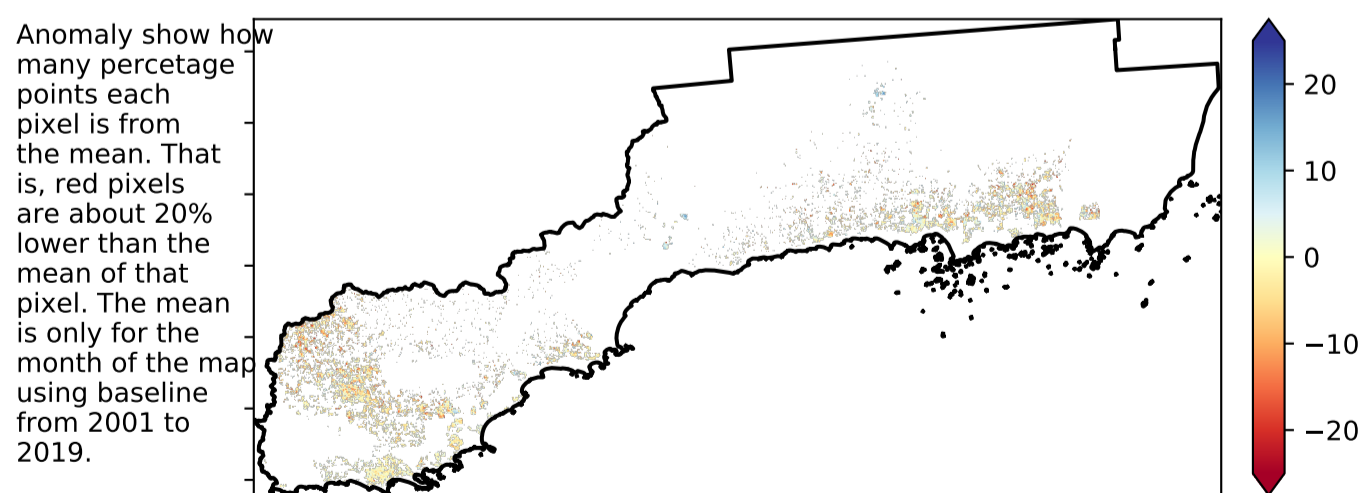 Anomaly show how
many percetage
points each
pixel is from
the mean. That
is, red pixels
are about 20%
lower than the
mean of that
pixel. The mean
is only for the
month of the map
using baseline
from 2001 to
2019.
20
10
0
−10
−20